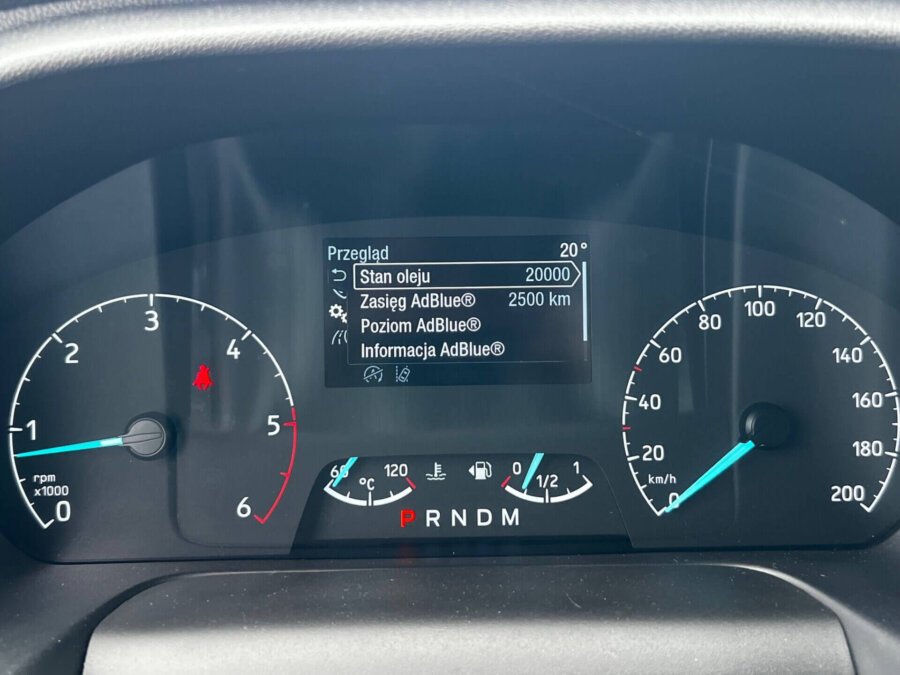 Przegląd 20°
Stan oleju 20000
Zasięg AdBlue® 2500 km
Poziom AdBlue®
Informacja AdBlue®
0 1 2 3 4 5 6
rpm
x1000
60 120
°C
0 1/2 1
P R N D M
0 20 40 60 80 100 120 140 160 180 200
km/h